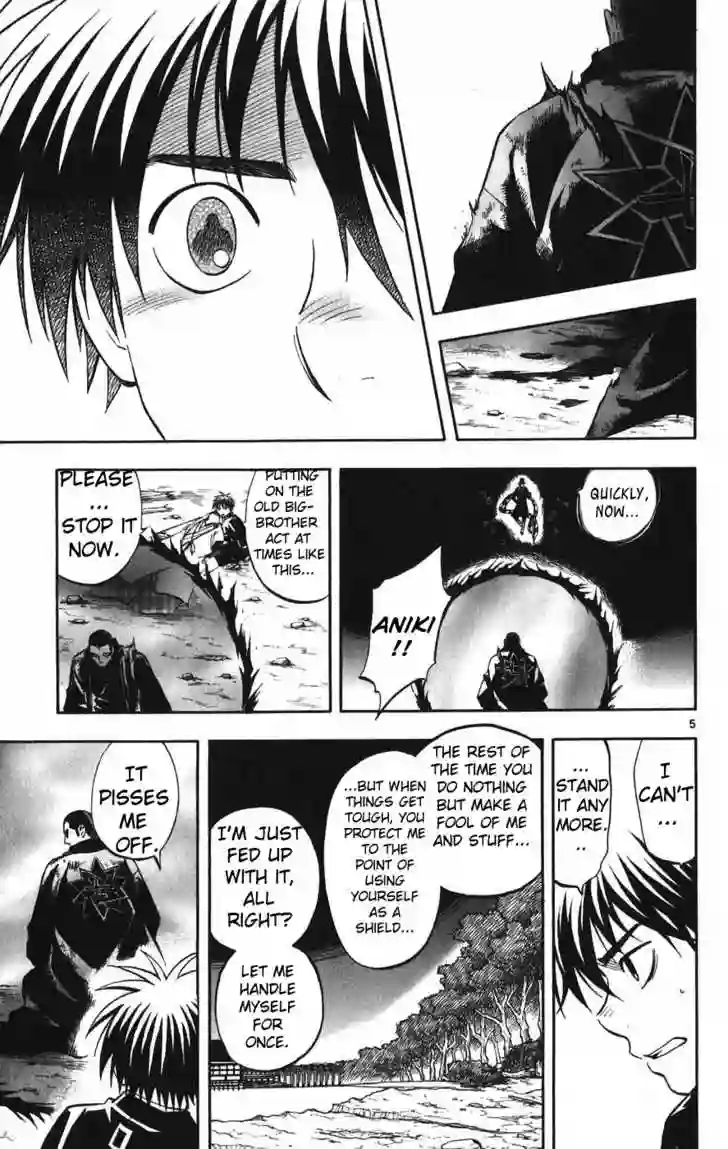 QUICKLY,
NOW...
ANIKI
!!
PUTTING
ON THE
OLD BIG-
BROTHER
ACT AT
TIMES LIKE
THIS...
PLEASE
...
STOP IT
NOW.
5
I
CAN'T
...
...
STAND
IT ANY
MORE.
..
THE REST OF
THE TIME YOU
DO NOTHING
BUT MAKE A
FOOL OF ME
AND STUFF...
...BUT WHEN
THINGS GET
TOUGH, YOU
PROTECT ME
TO THE
POINT OF
USING
YOURSELF
AS A
SHIELD...
I'M JUST
FED UP
WITH IT,
ALL
RIGHT?
LET ME
HANDLE
MYSELF
FOR
ONCE.
IT
PISSES
ME
OFF.